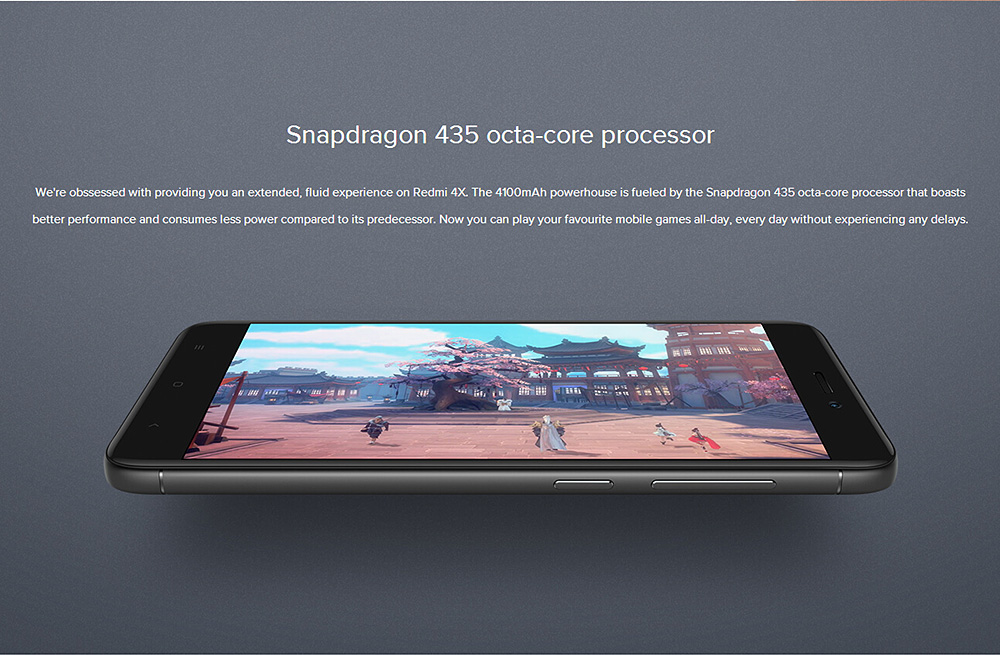 Snapdragon 435 octa-core processor
We're obssessed with providing you an extended, fluid experience on Redmi 4X. The 4100mAh powerhouse is fueled by the Snapdragon 435 octa-core processor that boasts
better performance and consumes less power compared to its predecessor. Now you can play your favourite mobile games all-day, every day without experiencing any delays.